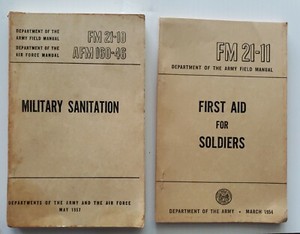 DEPARTMENT OF THE
ARMY FIELD MANUAL
FM 21-10
DEPARTMENT OF THE
AIR FORCE MANUAL
AFM 160-46
MILITARY SANITATION
DEPARTMENTS OF THE ARMY AND THE AIR FORCE
MAY 1957
FM 21-11
DEPARTMENT OF THE ARMY FIELD MANUAL
FIRST AID
FOR
SOLDIERS
DEPARTMENT OF THE ARMY • MARCH 1954